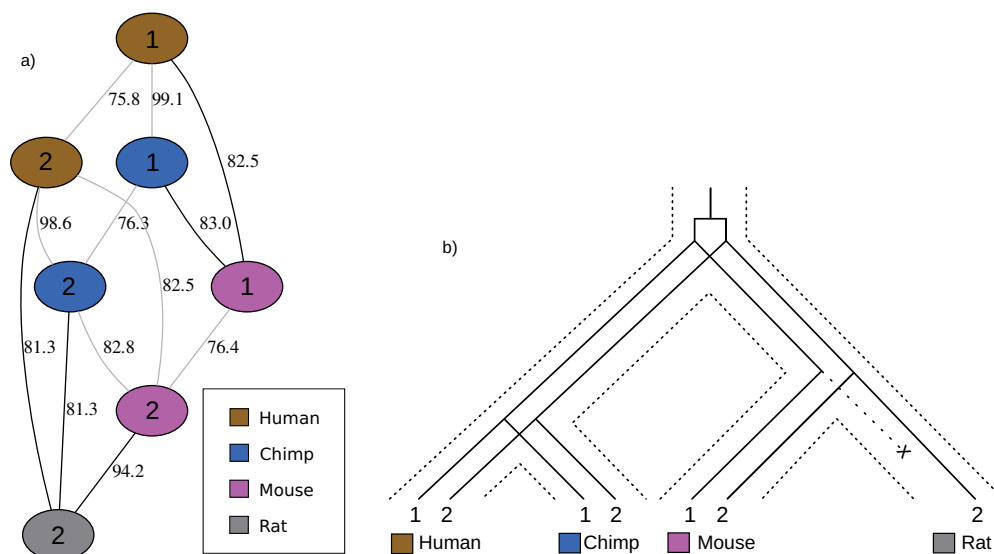 a)
1
75.8 99.1
2 1 82.5
98.6 76.3 83.0
2 82.5 1
81.3 82.8 76.4
81.3 2
94.2
2
Human
Chimp
Mouse
Rat
b)
x
1 2 1 2 1 2 2
Human Chimp Mouse Rat